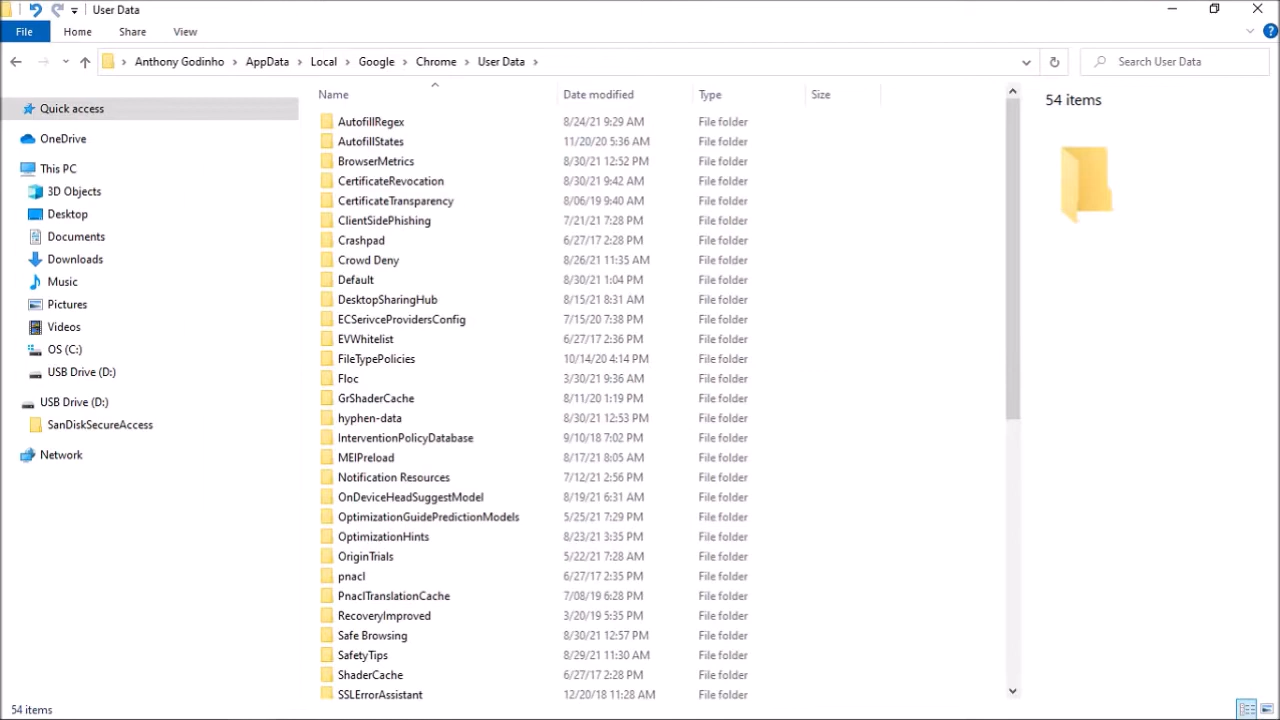 User Data
File Home Share View
Anthony Godinho AppData Local Google Chrome User Data Search User Data
Name Date modified Type Size
54 items
Quick access
OneDrive
This PC
3D Objects
Desktop
Documents
Downloads
Music
Pictures
Videos
OS (C:)
USB Drive (D:)
USB Drive (D:)
SanDiskSecureAccess
Network
AutofillRegex 8/24/21 9:29 AM File folder
AutofillStates 11/20/20 5:36 AM File folder
BrowserMetrics 8/30/21 12:52 PM File folder
CertificateRevocation 8/30/21 9:42 AM File folder
CertificateTransparency 8/06/19 9:40 AM File folder
ClientSidePhishing 7/21/21 7:28 PM File folder
Crashpad 6/27/17 2:28 PM File folder
Crowd Deny 8/26/21 11:35 AM File folder
Default 8/30/21 1:04 PM File folder
DesktopSharingHub 8/15/21 8:31 AM File folder
ECSerivceProvidersConfig 7/15/20 7:38 PM File folder
EVWhitelist 6/27/17 2:36 PM File folder
FileTypePolicies 10/14/20 4:14 PM File folder
Floc 3/30/21 9:36 AM File folder
GrShaderCache 8/11/20 1:19 PM File folder
hyphen-data 8/30/21 12:53 PM File folder
InterventionPolicyDatabase 9/10/18 7:02 PM File folder
MEIPreload 8/17/21 8:05 AM File folder
Notification Resources 7/12/21 2:56 PM File folder
OnDeviceHeadSuggestModel 8/19/21 6:31 AM File folder
OptimizationGuidePredictionModels 5/25/21 7:29 PM File folder
OptimizationHints 8/23/21 3:35 PM File folder
OriginTrials 5/22/21 7:28 AM File folder
pnacl 6/27/17 2:35 PM File folder
PnaclTranslationCache 7/08/19 6:28 PM File folder
RecoveryImproved 3/20/19 5:35 PM File folder
Safe Browsing 8/30/21 12:57 PM File folder
SafetyTips 8/29/21 11:30 AM File folder
ShaderCache 6/27/17 2:28 PM File folder
SSLErrorAssistant 12/20/18 11:28 AM File folder
54 items